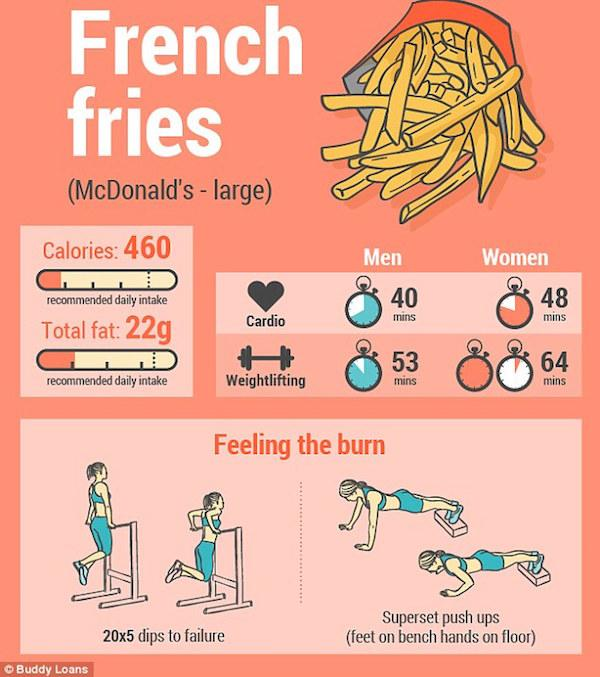 French
fries
(McDonald's - large)
Calories: 460
recommended daily intake
Total fat: 22g
recommended daily intake
Men Women
Cardio 40 mins 48 mins
Weightlifting 53 mins 64 mins
Feeling the burn
20x5 dips to failure
Superset push ups
(feet on bench hands on floor)
© Buddy Loans